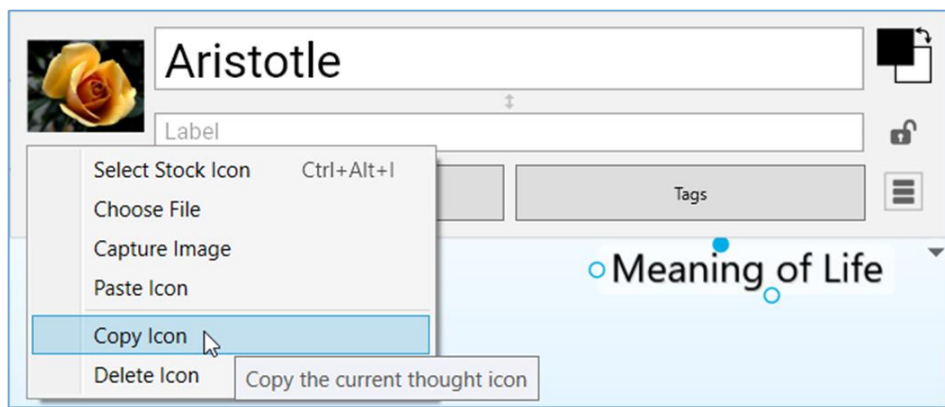 Aristotle
Label
Select Stock Icon Ctrl+Alt+I
Choose File
Capture Image
Paste Icon
Copy Icon
Delete Icon
Copy the current thought icon
Tags
Meaning of Life